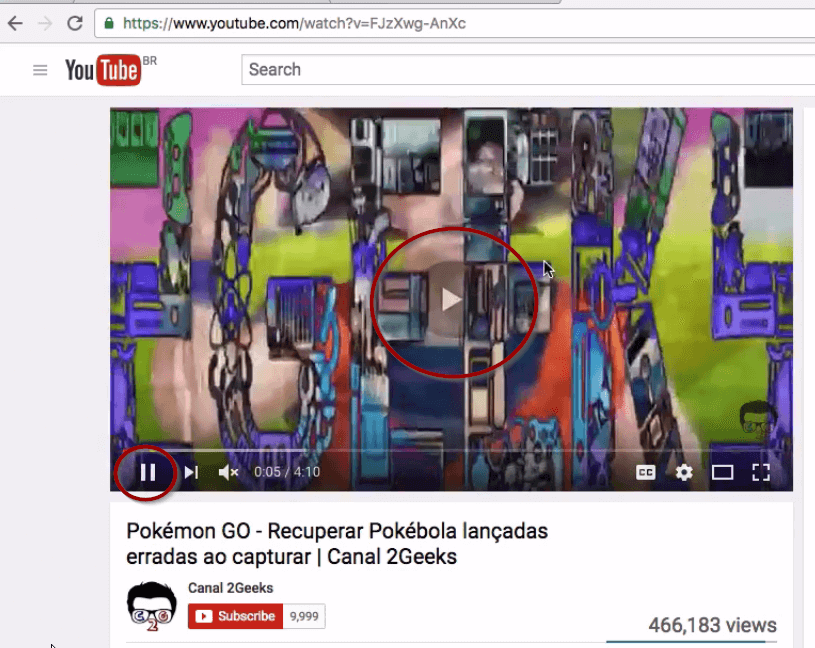 https://www.youtube.com/watch?v=FJzXwg-AnXc
YouTube BR
Search
0:05 / 4:10
CC
Pokémon GO - Recuperar Pokébola lançadas
erradas ao capturar | Canal 2Geeks
Canal 2Geeks
C G
2
Subscribe 9,999
466,183 views